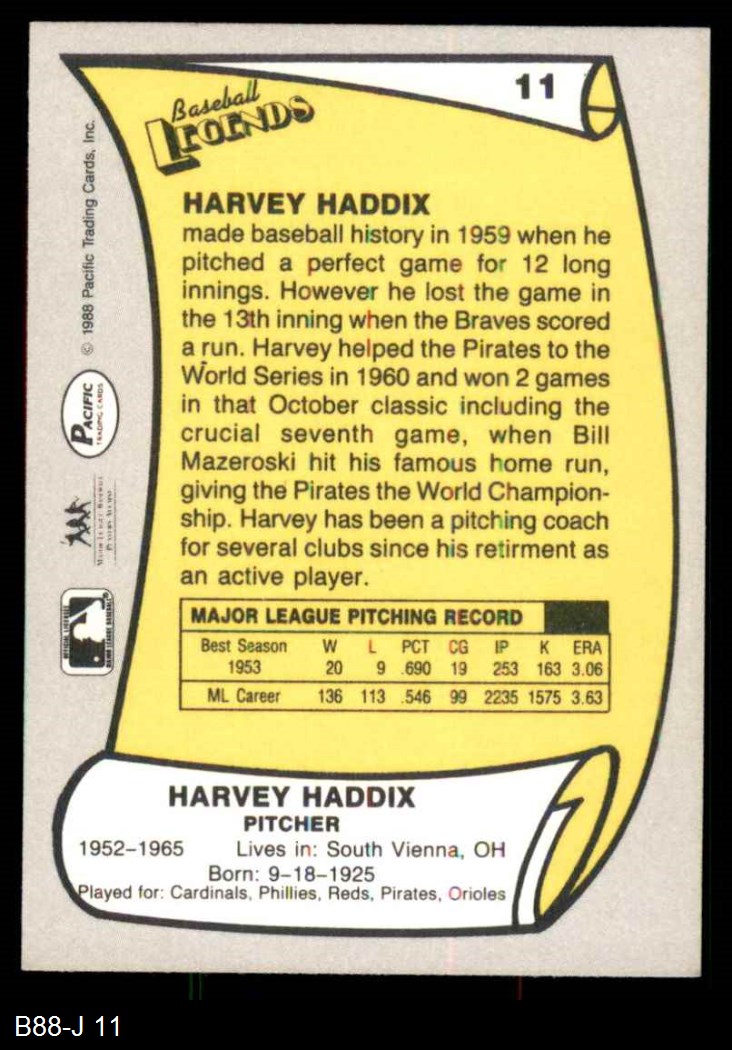 11
Baseball
LEGENDS
© 1988 Pacific Trading Cards, Inc.
HARVEY HADDIX
made baseball history in 1959 when he
pitched a perfect game for 12 long
innings. However he lost the game in
the 13th inning when the Braves scored
a run. Harvey helped the Pirates to the
World Series in 1960 and won 2 games
in that October classic including the
crucial seventh game, when Bill
Mazeroski hit his famous home run,
giving the Pirates the World Champion-
ship. Harvey has been a pitching coach
for several clubs since his retirment as
an active player.
PACIFIC
TRADING CARDS
MAJOR LEAGUE PITCHING RECORD
Best Season W L PCT CG IP K ERA
1953 20 9 .690 19 253 163 3.06
ML Career 136 113 .546 99 2235 1575 3.63
HARVEY HADDIX
PITCHER
1952–1965 Lives in: South Vienna, OH
Born: 9–18–1925
Played for: Cardinals, Phillies, Reds, Pirates, Orioles
B88-J 11